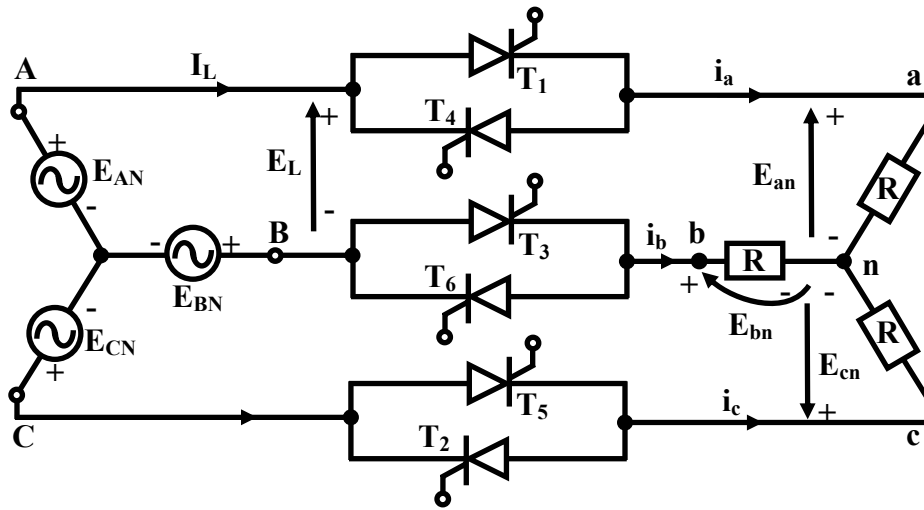 A I_L T_1 i_a a
+ T_4 + +
E_AN E_L E_an R
- - -
B T_3 i_b b R n
- + E_BN T_6 + - -
- E_bn
E_CN R
+ T_5 E_cn
C T_2 i_c + c